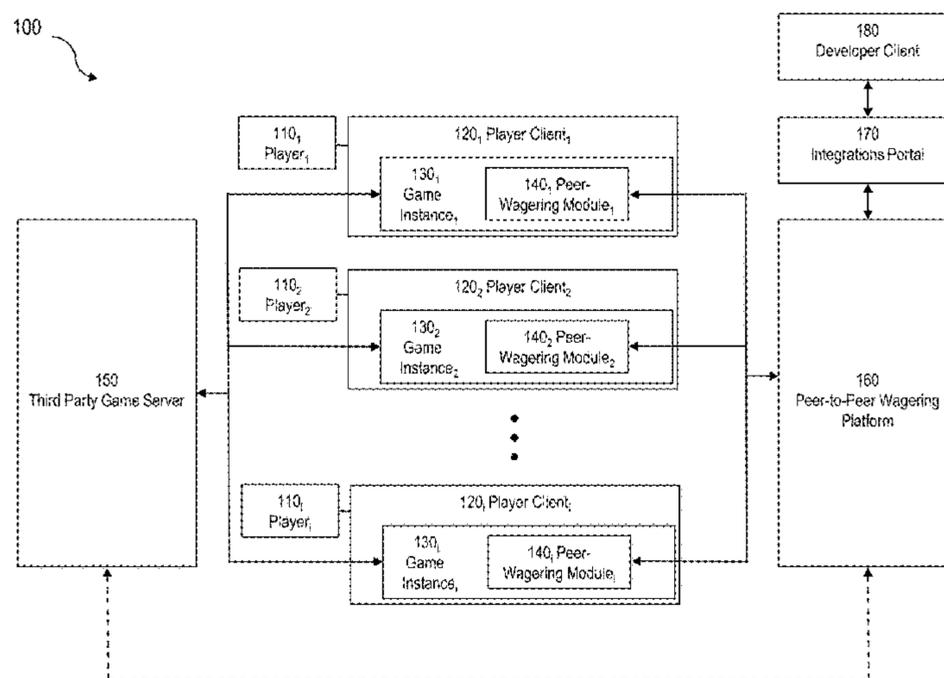 100
180
Developer Client
170
Integrations Portal
110₁
Player₁
120₁ Player Client₁
130₁
Game
Instance₁
140₁ Peer-
Wagering Module₁
110₂
Player₂
120₂ Player Client₂
130₂
Game
Instance₂
140₂ Peer-
Wagering Module₂
150
Third Party Game Server
160
Peer-to-Peer Wagering
Platform
110ᵢ
Playerᵢ
120ᵢ Player Clientᵢ
130ᵢ
Game
Instanceᵢ
140ᵢ Peer-
Wagering Moduleᵢ